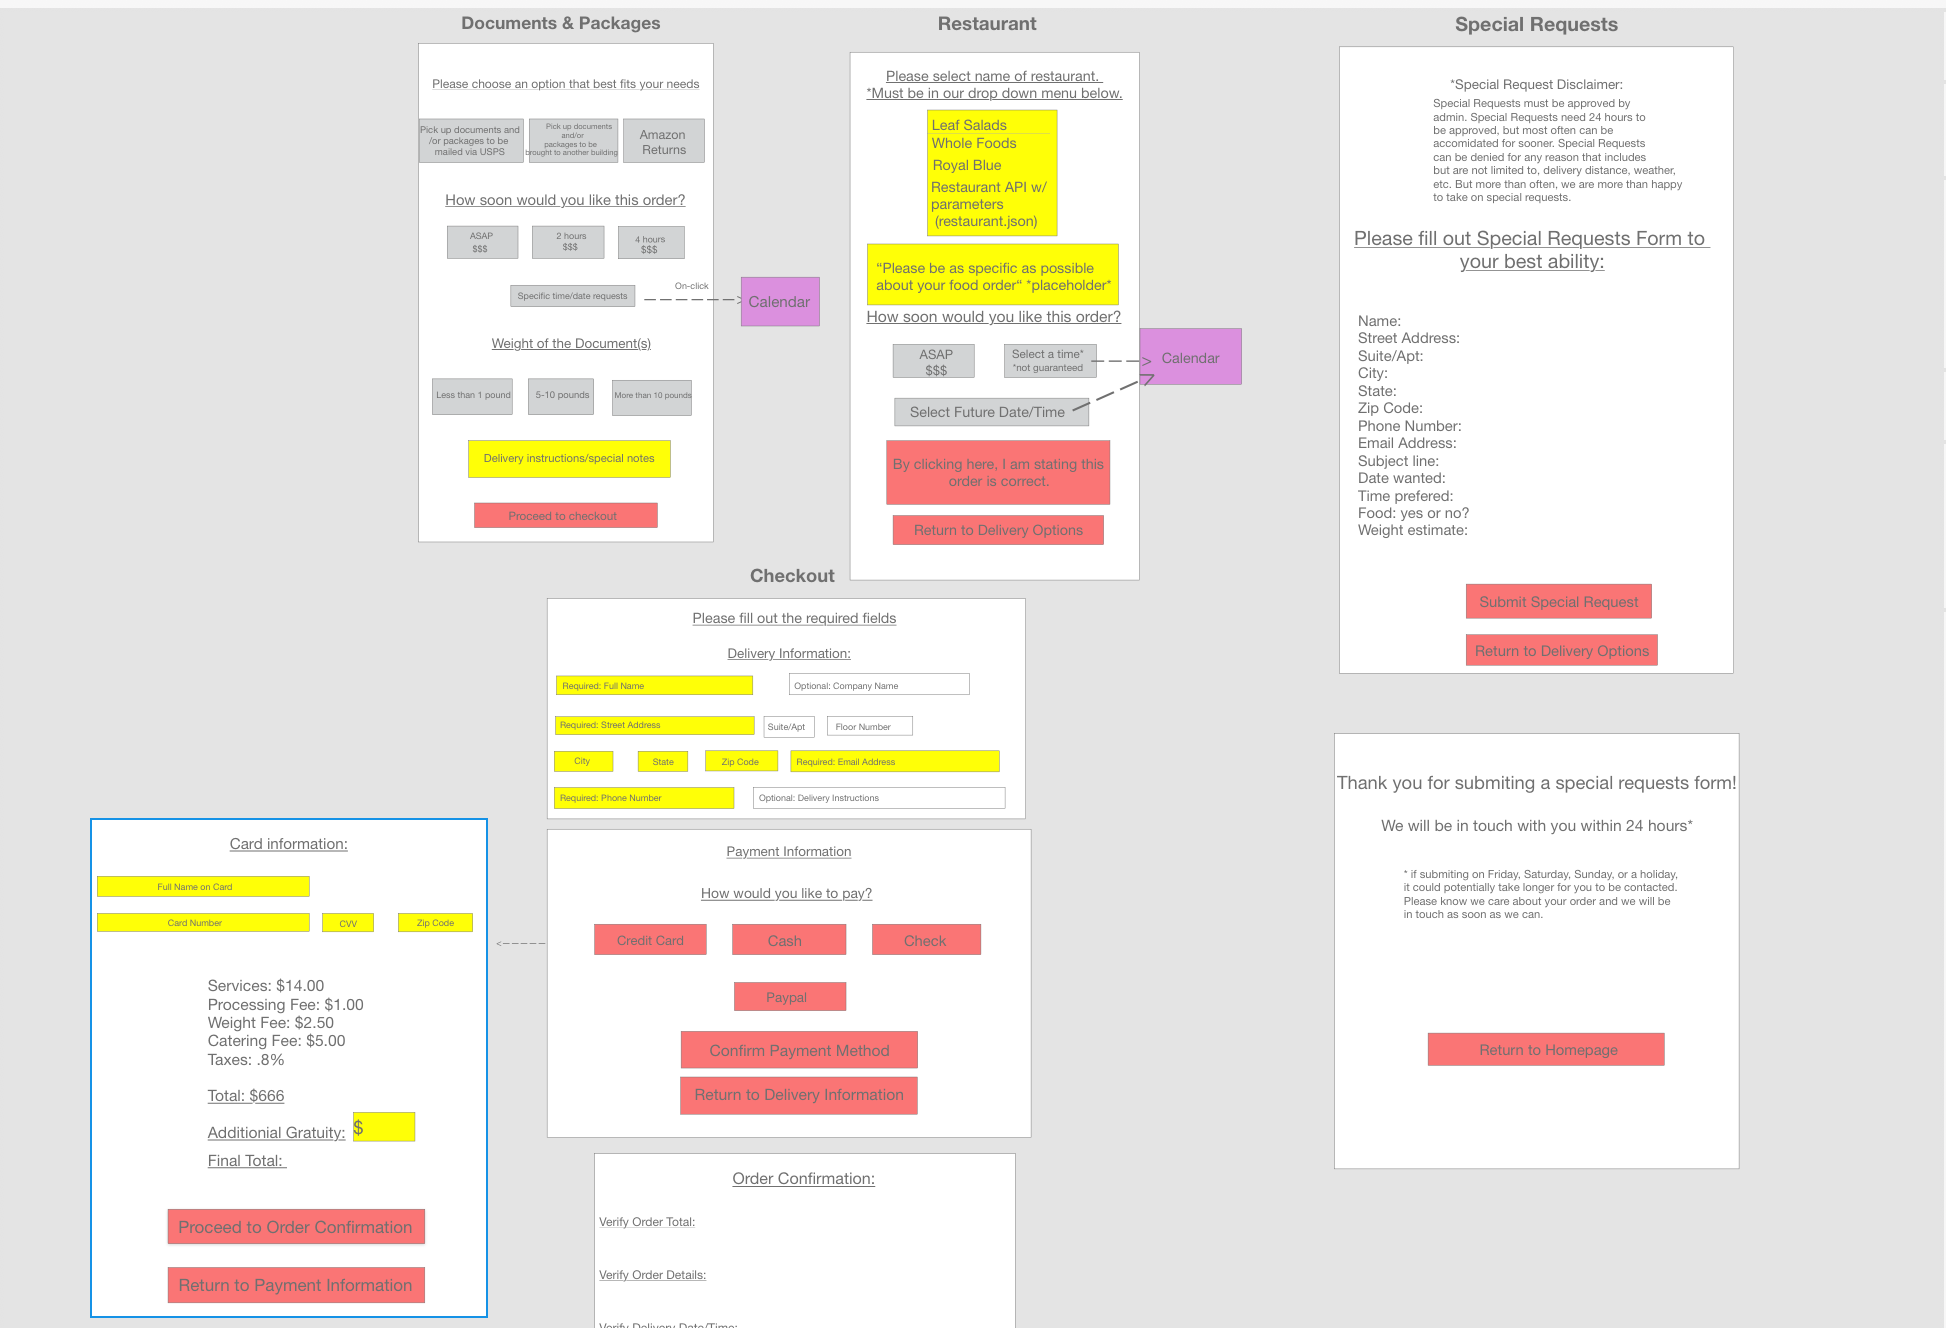 Documents & Packages
Please choose an option that best fits your needs
Pick up documents and
/or packages to be
mailed via USPS
Pick up documents
and/or
packages to be
brought to another building
Amazon
Returns
How soon would you like this order?
ASAP
$$$
2 hours
$$$
4 hours
$$$
Specific time/date requests
On-click
Calendar
Weight of the Document(s)
Less than 1 pound
5-10 pounds
More than 10 pounds
Delivery instructions/special notes
Proceed to checkout
Restaurant
Please select name of restaurant.
*Must be in our drop down menu below.
Leaf Salads
Whole Foods
Royal Blue
Restaurant API w/
parameters
(restaurant.json)
“Please be as specific as possible
about your food order“ *placeholder*
How soon would you like this order?
ASAP
$$$
Select a time*
*not guaranteed
Calendar
Select Future Date/Time
By clicking here, I am stating this
order is correct.
Return to Delivery Options
Special Requests
*Special Request Disclaimer:
Special Requests must be approved by
admin. Special Requests need 24 hours to
be approved, but most often can be
accomidated for sooner. Special Requests
can be denied for any reason that includes
but are not limited to, delivery distance, weather,
etc. But more than often, we are more than happy
to take on special requests.
Please fill out Special Requests Form to
your best ability:
Name:
Street Address:
Suite/Apt:
City:
State:
Zip Code:
Phone Number:
Email Address:
Subject line:
Date wanted:
Time prefered:
Food: yes or no?
Weight estimate:
Submit Special Request
Return to Delivery Options
Checkout
Please fill out the required fields
Delivery Information:
Required: Full Name
Optional: Company Name
Required: Street Address
Suite/Apt
Floor Number
City
State
Zip Code
Required: Email Address
Required: Phone Number
Optional: Delivery Instructions
Payment Information
How would you like to pay?
Credit Card
Cash
Check
Paypal
Confirm Payment Method
Return to Delivery Information
Card information:
Full Name on Card
Card Number
CVV
Zip Code
Services: $14.00
Processing Fee: $1.00
Weight Fee: $2.50
Catering Fee: $5.00
Taxes: .8%
Total: $666
Additionial Gratuity:
$
Final Total:
Proceed to Order Confirmation
Return to Payment Information
Order Confirmation:
Verify Order Total:
Verify Order Details:
Verify Delivery Date/Time:
Thank you for submiting a special requests form!
We will be in touch with you within 24 hours*
* if submiting on Friday, Saturday, Sunday, or a holiday,
it could potentially take longer for you to be contacted.
Please know we care about your order and we will be
in touch as soon as we can.
Return to Homepage